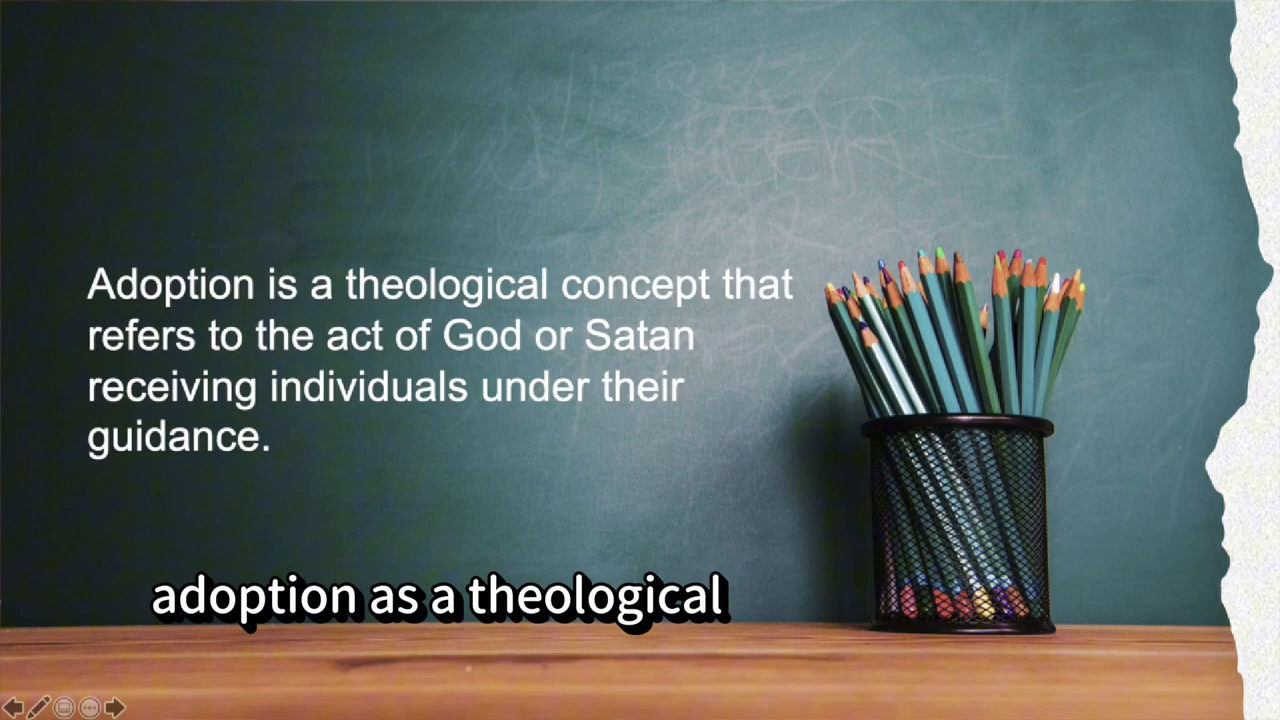 Adoption is a theological concept that
refers to the act of God or Satan
receiving individuals under their
guidance.
adoption as a theological